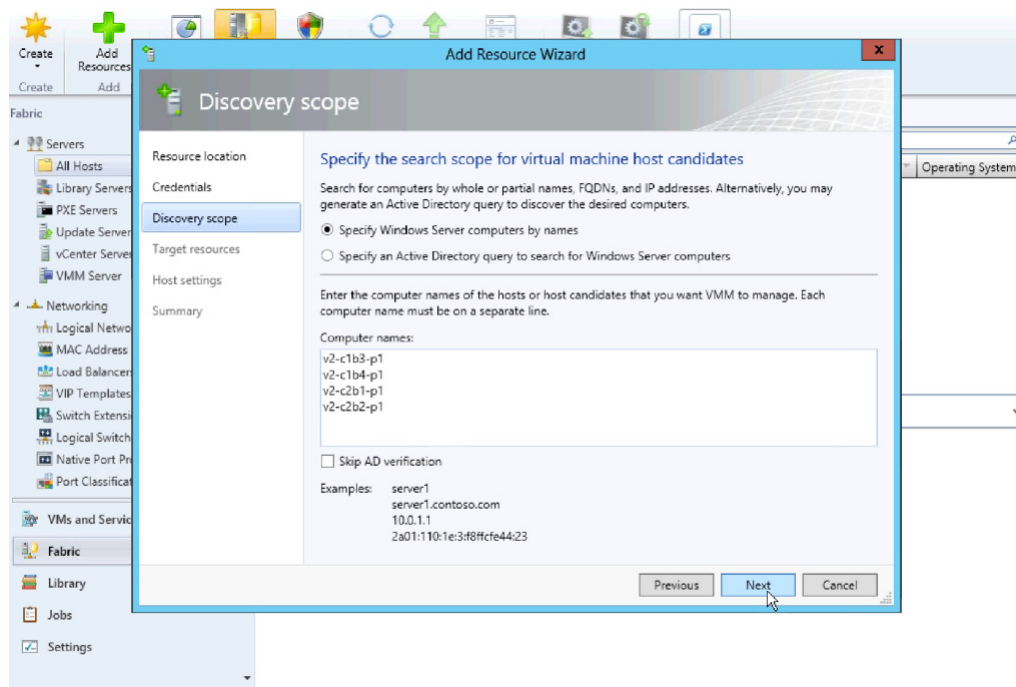 Add Resource Wizard
x
Create
Add
Resources
Create
Add
Fabric
Servers
All Hosts
Library Servers
PXE Servers
Update Server
vCenter Server
VMM Server
Networking
Logical Netwo
MAC Address
Load Balancers
VIP Templates
Switch Extensi
Logical Switch
Native Port Pr
Port Classificat
VMs and Servic
Fabric
Library
Jobs
Settings
Discovery scope
Resource location
Credentials
Discovery scope
Target resources
Host settings
Summary
Specify the search scope for virtual machine host candidates
Search for computers by whole or partial names, FQDNs, and IP addresses. Alternatively, you may
generate an Active Directory query to discover the desired computers.
Specify Windows Server computers by names
Specify an Active Directory query to search for Windows Server computers
Enter the computer names of the hosts or host candidates that you want VMM to manage. Each
computer name must be on a separate line.
Computer names:
v2-c1b3-p1
v2-c1b4-p1
v2-c2b1-p1
v2-c2b2-p1
Skip AD verification
Examples: server1
server1.contoso.com
10.0.1.1
2a01:110:1e:3:f8ffcfe44:23
Previous Next Cancel
Operating System